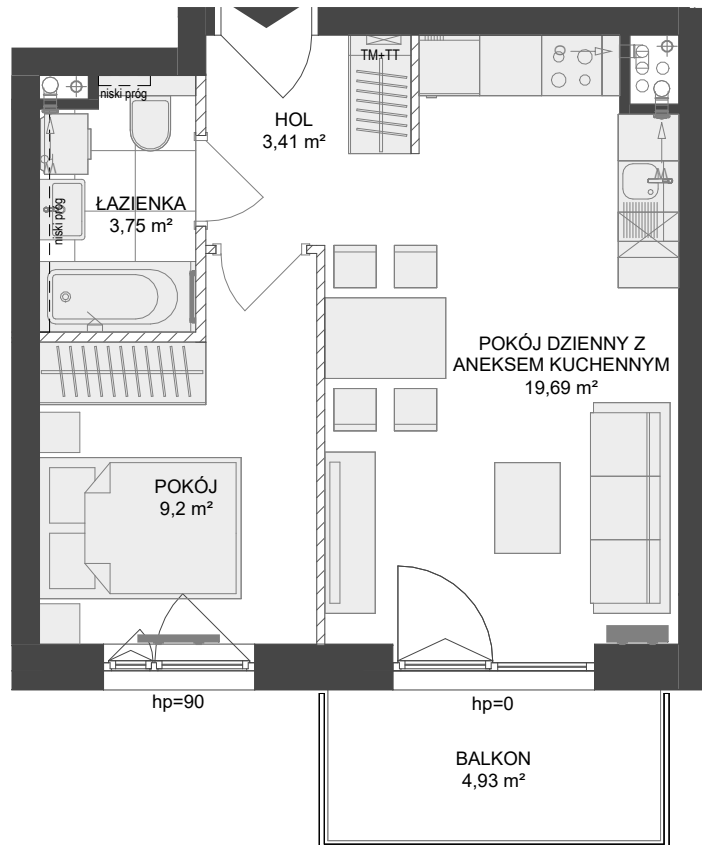 TM+TT
niski próg
HOL
3,41 m²
ŁAZIENKA
3,75 m²
niski próg
POKÓJ DZIENNY Z
ANEKSEM KUCHENNYM
19,69 m²
POKÓJ
9,2 m²
hp=90
hp=0
BALKON
4,93 m²